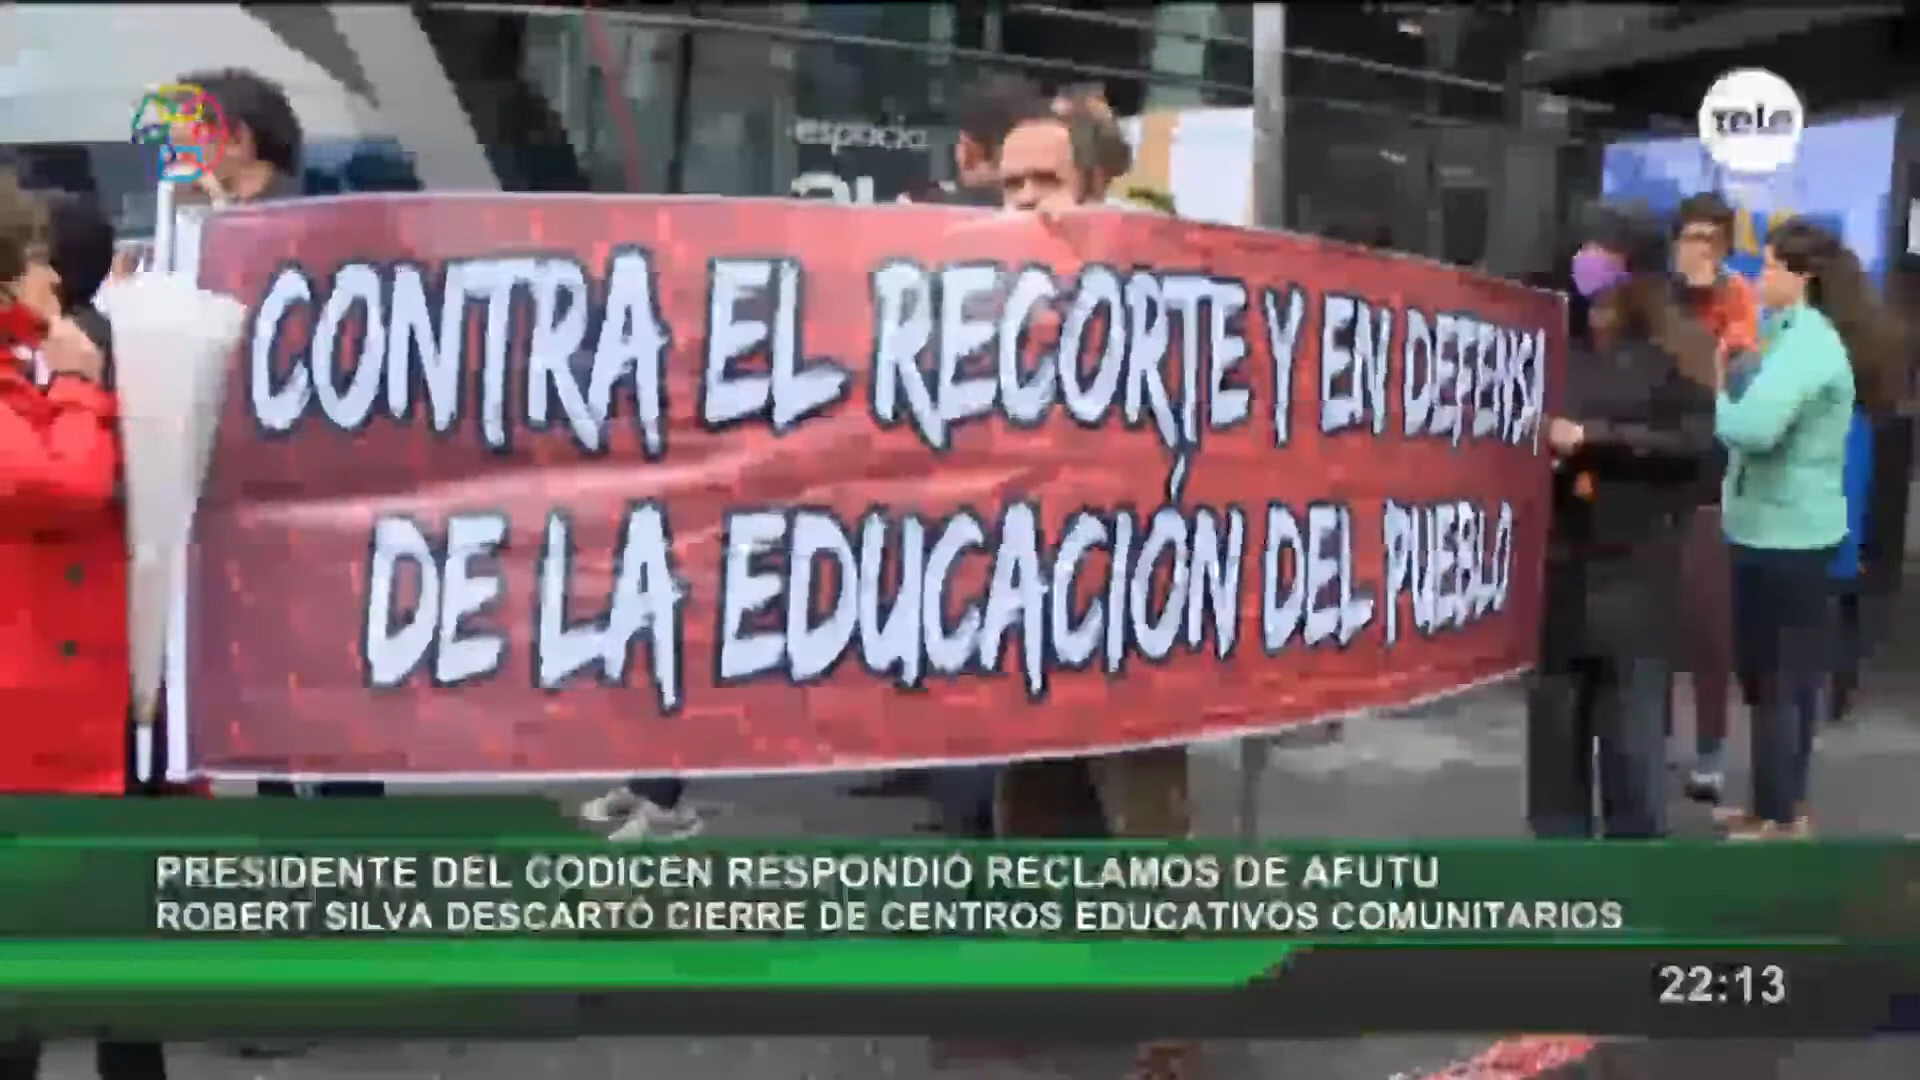 Tele
espacio
CONTRA EL RECORTE Y EN DEFENSA
DE LA EDUCACIÓN DEL PUEBLO
PRESIDENTE DEL CODICEN RESPONDIÓ RECLAMOS DE AFUTU
ROBERT SILVA DESCARTÓ CIERRE DE CENTROS EDUCATIVOS COMUNITARIOS
22:13